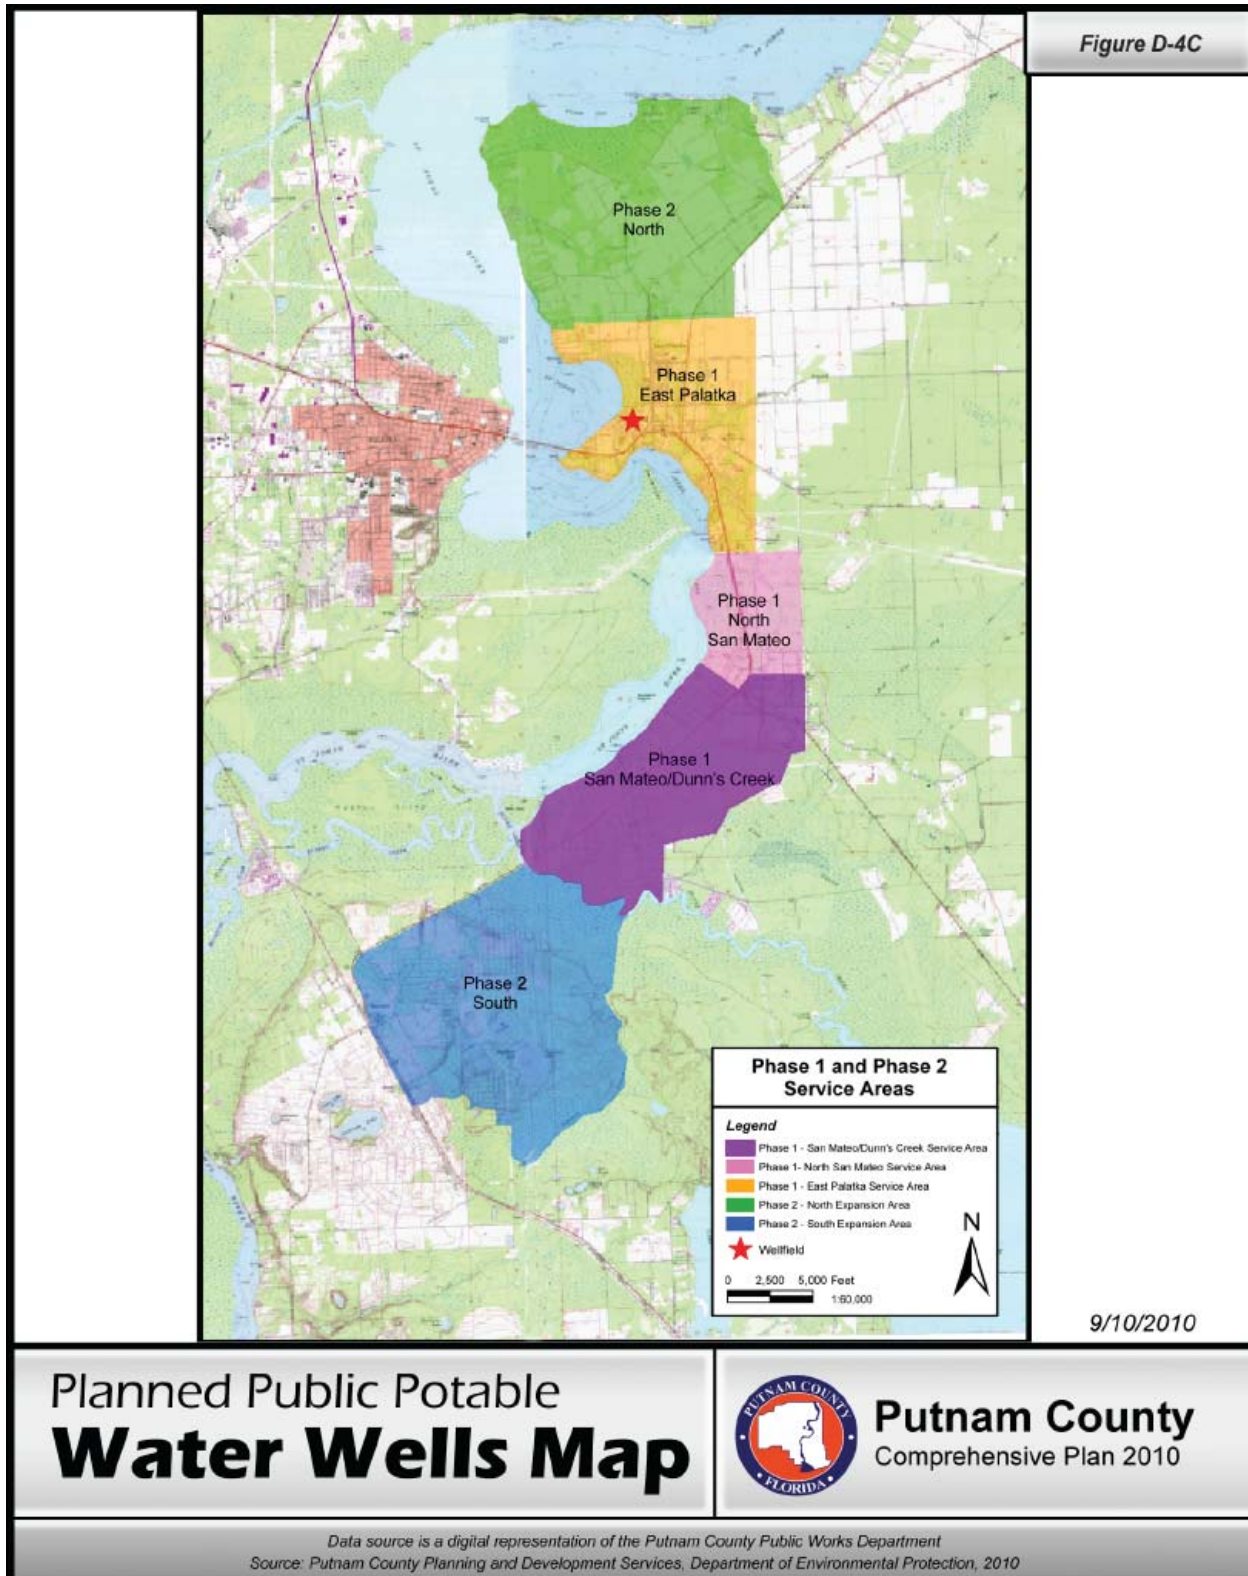 Figure D-4C
Phase 2
North
Phase 1
East Palatka
Phase 1
North
San Mateo
Phase 1
San Mateo/Dunn's Creek
Phase 2
South
Phase 1 and Phase 2
Service Areas
Legend
Phase 1 - San Mateo/Dunn's Creek Service Area
Phase 1- North San Mateo Service Area
Phase 1 - East Palatka Service Area
Phase 2 - North Expansion Area
Phase 2 - South Expansion Area
Wellfield
N
0 2,500 5,000 Feet
1:60,000
9/10/2010
Planned Public Potable
Water Wells Map
PUTNAM COUNTY
FLORIDA
Putnam County
Comprehensive Plan 2010
Data source is a digital representation of the Putnam County Public Works Department
Source: Putnam County Planning and Development Services, Department of Environmental Protection, 2010